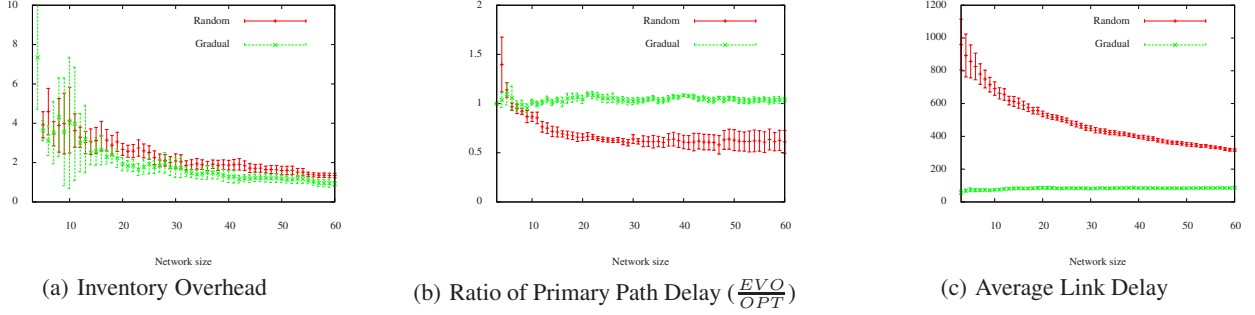 10
8
6
4
2
0
Random
Gradual
10 20 30 40 50 60
Network size
(a) Inventory Overhead
2
1.5
1
0.5
0
Random
Gradual
10 20 30 40 50 60
Network size
(b) Ratio of Primary Path Delay (EVO/OPT)
1200
1000
800
600
400
200
0
Random
Gradual
10 20 30 40 50 60
Network size
(c) Average Link Delay